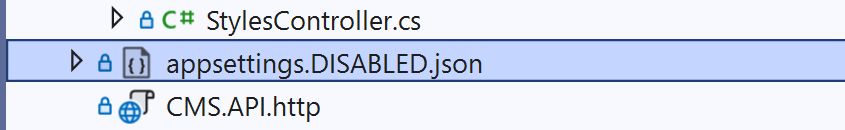 C# StylesController.cs
appsettings.DISABLED.json
CMS.API.http